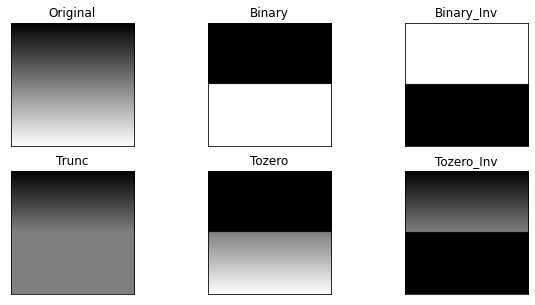 Original
Binary
Binary_Inv
Trunc
Tozero
Tozero_Inv